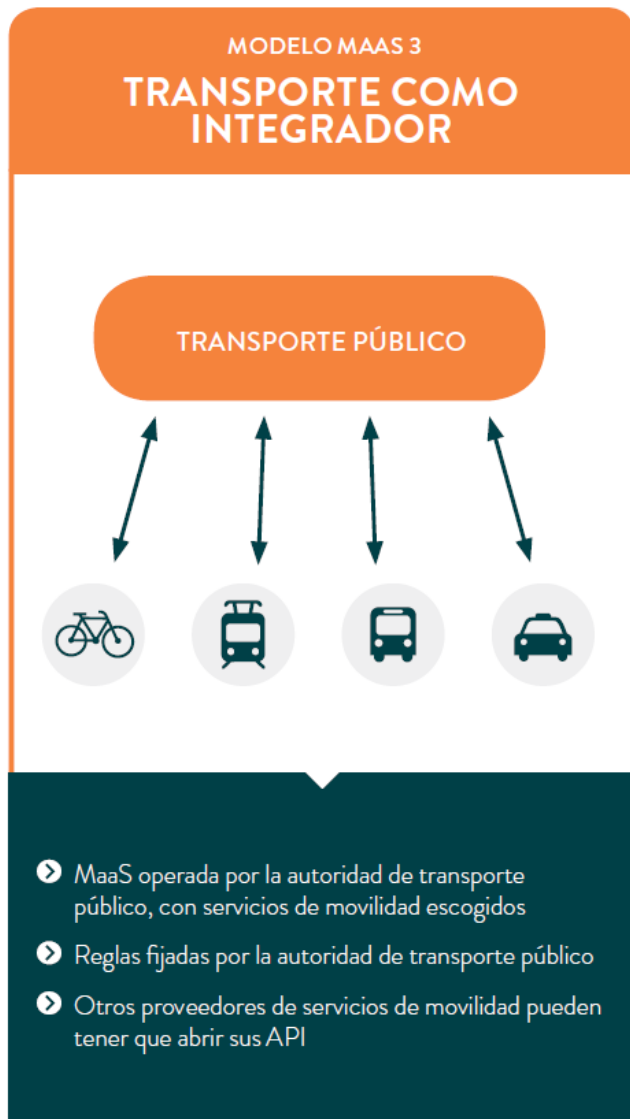 MODELO MAAS 3
TRANSPORTE COMO
INTEGRADOR
TRANSPORTE PÚBLICO
MaaS operada por la autoridad de transporte
público, con servicios de movilidad escogidos
Reglas fijadas por la autoridad de transporte público
Otros proveedores de servicios de movilidad pueden
tener que abrir sus API